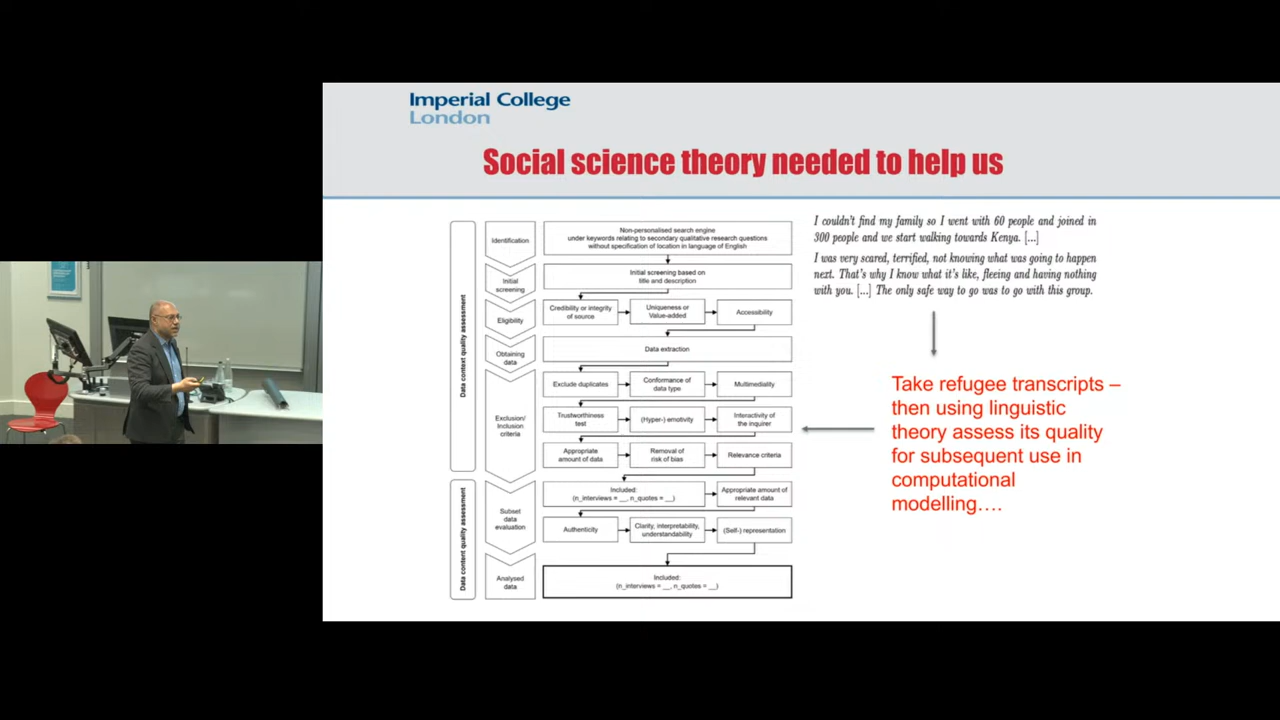 Imperial College
London
Social science theory needed to help us
Data context quality assessment
Data content quality assessment
Identification
Non-personalised search engine
under keywords relating to secondary qualitative research questions
without specification of location in language of English
Initial
screening
Initial screening based on
title and description
Eligibility
Credibility or integrity
of source
Uniqueness or
Value-added
Accessibility
Obtaining
data
Data extraction
Exclusion/
Inclusion
criteria
Exclude duplicates
Conformance of
data type
Multimediality
Trustworthiness
test
(Hyper-) emotivity
Interactivity of
the inquirer
Appropriate
amount of data
Removal of
risk of bias
Relevance criteria
Subset
data
evaluation
Included:
(n_interviews = __, n_quotes = __)
Appropriate amount of
relevant data
Authenticity
Clarity, interpretability,
understandability
(Self-) representation
Analysed
data
Included:
(n_interviews = __, n_quotes = __)
I couldn't find my family so I went with 60 people and joined in
300 people and we start walking towards Kenya. [...]
I was very scared, terrified, not knowing what was going to happen
next. That's why I know what it's like, fleeing and having nothing
with you. [...] The only safe way to go was to go with this group.
Take refugee transcripts –
then using linguistic
theory assess its quality
for subsequent use in
computational
modelling….